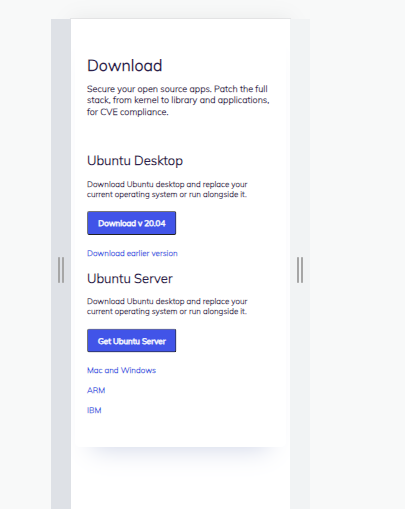 Download
Secure your open source apps. Patch the full
stack, from kernel to library and applications,
for CVE compliance.
Ubuntu Desktop
Download Ubuntu desktop and replace your
current operating system or run alongside it.
Download v 20.04
Download earlier version
Ubuntu Server
Download Ubuntu desktop and replace your
current operating system or run alongside it.
Get Ubuntu Server
Mac and Windows
ARM
IBM